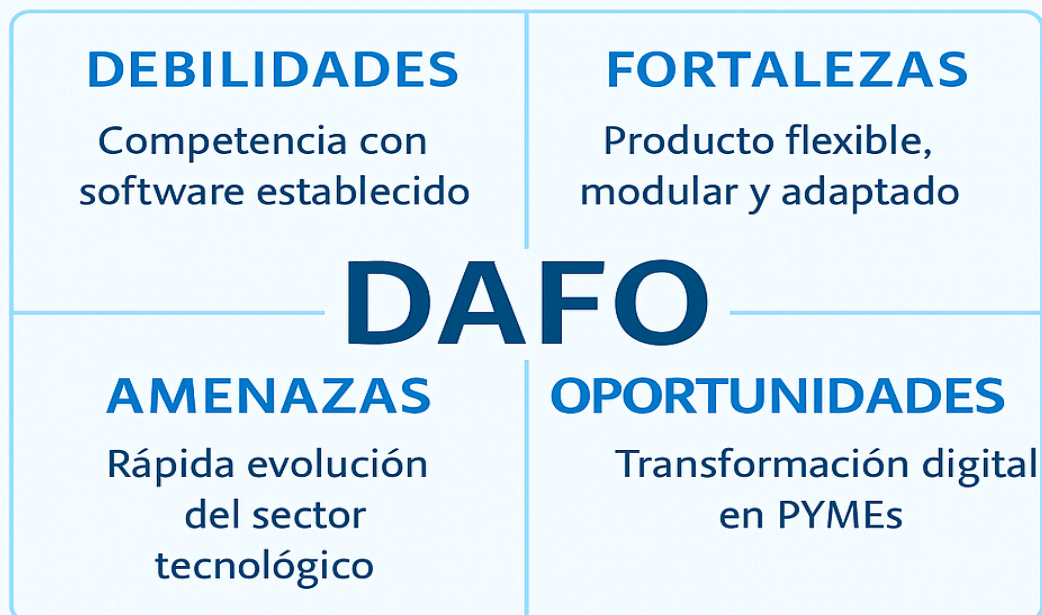 DEBILIDADES
Competencia con
software establecido
FORTALEZAS
Producto flexible,
modular y adaptado
DAFO
AMENAZAS
Rápida evolución
del sector
tecnológico
OPORTUNIDADES
Transformación digital
en PYMEs